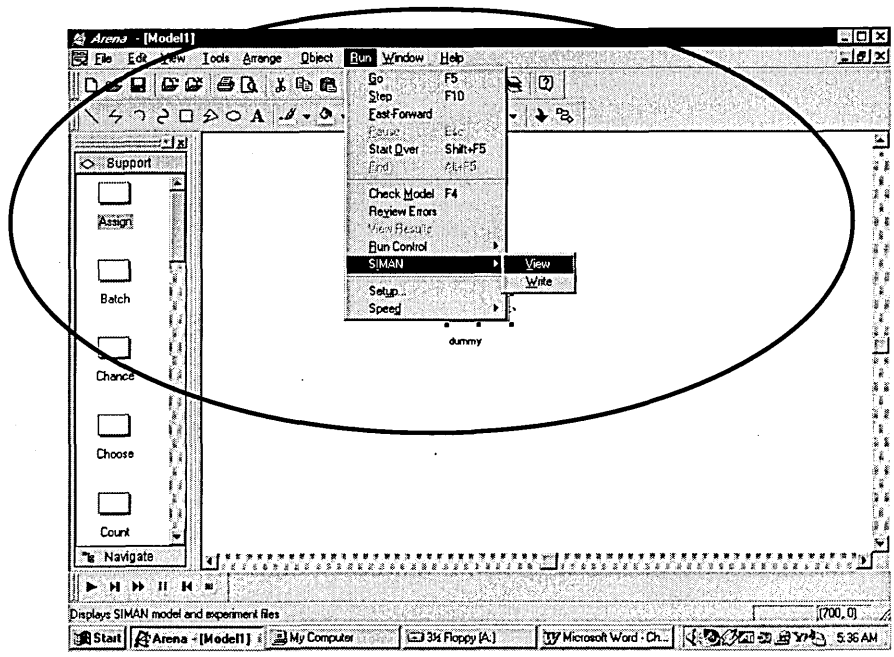 Arena - [Model1]
File Edit View Tools Arrange Object Run Window Help
Go F5
Step F10
Fast-Forward
Pause Esc
Start Over Shift+F5
End Alt+F5
Check Model F4
Review Errors
View Results
Run Control
SIMAN
View
Write
Setup...
Speed
Support
Assign
Batch
Chance
Choose
Count
Navigate
dummy
Displays SIMAN model and experiment files
(700, 0)
Start
Arena - [Model1]
My Computer
3½ Floppy (A:)
Microsoft Word - Ch...
5:36 AM